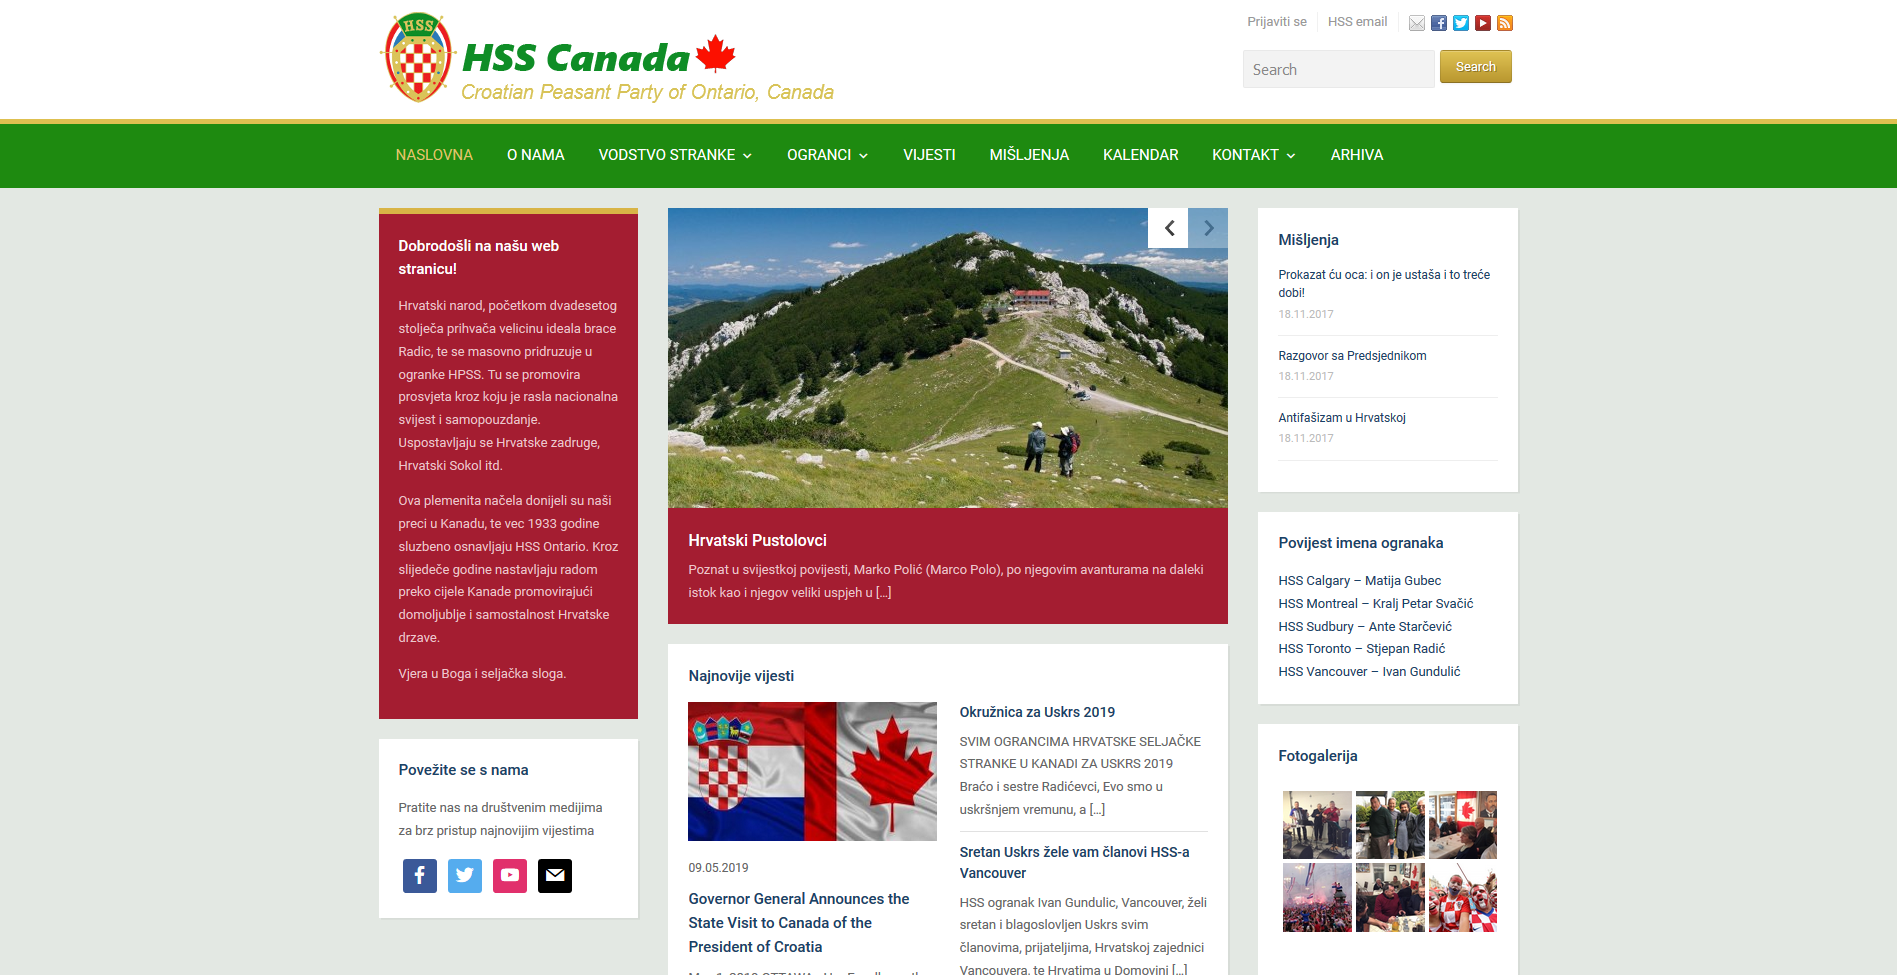 HSS
HSS Canada
Croatian Peasant Party of Ontario, Canada
Prijaviti se
HSS email
Search
Search
NASLOVNA
O NAMA
VODSTVO STRANKE
OGRANCI
VIJESTI
MIŠLJENJA
KALENDAR
KONTAKT
ARHIVA
Dobrodošli na našu web
stranicu!
Hrvatski narod, početkom dvadesetog
stolječa prihvača velicinu ideala brace
Radic, te se masovno pridruzuje u
ogranke HPSS. Tu se promovira
prosvjeta kroz koju je rasla nacionalna
svijest i samopouzdanje.
Uspostavljaju se Hrvatske zadruge,
Hrvatski Sokol itd.
Ova plemenita načela donijeli su naši
preci u Kanadu, te vec 1933 godine
sluzbeno osnavljaju HSS Ontario. Kroz
slijedeče godine nastavljaju radom
preko cijele Kanade promovirajući
domoljublje i samostalnost Hrvatske
drzave.
Vjera u Boga i seljačka sloga.
Povežite se s nama
Pratite nas na društvenim medijima
za brz pristup najnovijim vijestima
Hrvatski Pustolovci
Poznat u svijestkoj povijesti, Marko Polić (Marco Polo), po njegovim avanturama na daleki
istok kao i njegov veliki uspjeh u [...]
Najnovije vijesti
09.05.2019
Governor General Announces the
State Visit to Canada of the
President of Croatia
Okružnica za Uskrs 2019
SVIM OGRANCIMA HRVATSKE SELJAČKE
STRANKE U KANADI ZA USKRS 2019
Braćo i sestre Radićevci, Evo smo u
uskršnjem vremunu, a [...]
Sretan Uskrs žele vam članovi HSS-a
Vancouver
HSS ogranak Ivan Gundulic, Vancouver, želi
sretan i blagoslovljen Uskrs svim
članovima, prijateljima, Hrvatskoj zajednici
Vancouvera, te Hrvatima u Domovini [...]
Mišljenja
Prokazat ću oca: i on je ustaša i to treće
dobi!
18.11.2017
Razgovor sa Predsjednikom
18.11.2017
Antifašizam u Hrvatskoj
18.11.2017
Povijest imena ogranaka
HSS Calgary – Matija Gubec
HSS Montreal – Kralj Petar Svačić
HSS Sudbury – Ante Starčević
HSS Toronto – Stjepan Radić
HSS Vancouver – Ivan Gundulić
Fotogalerija